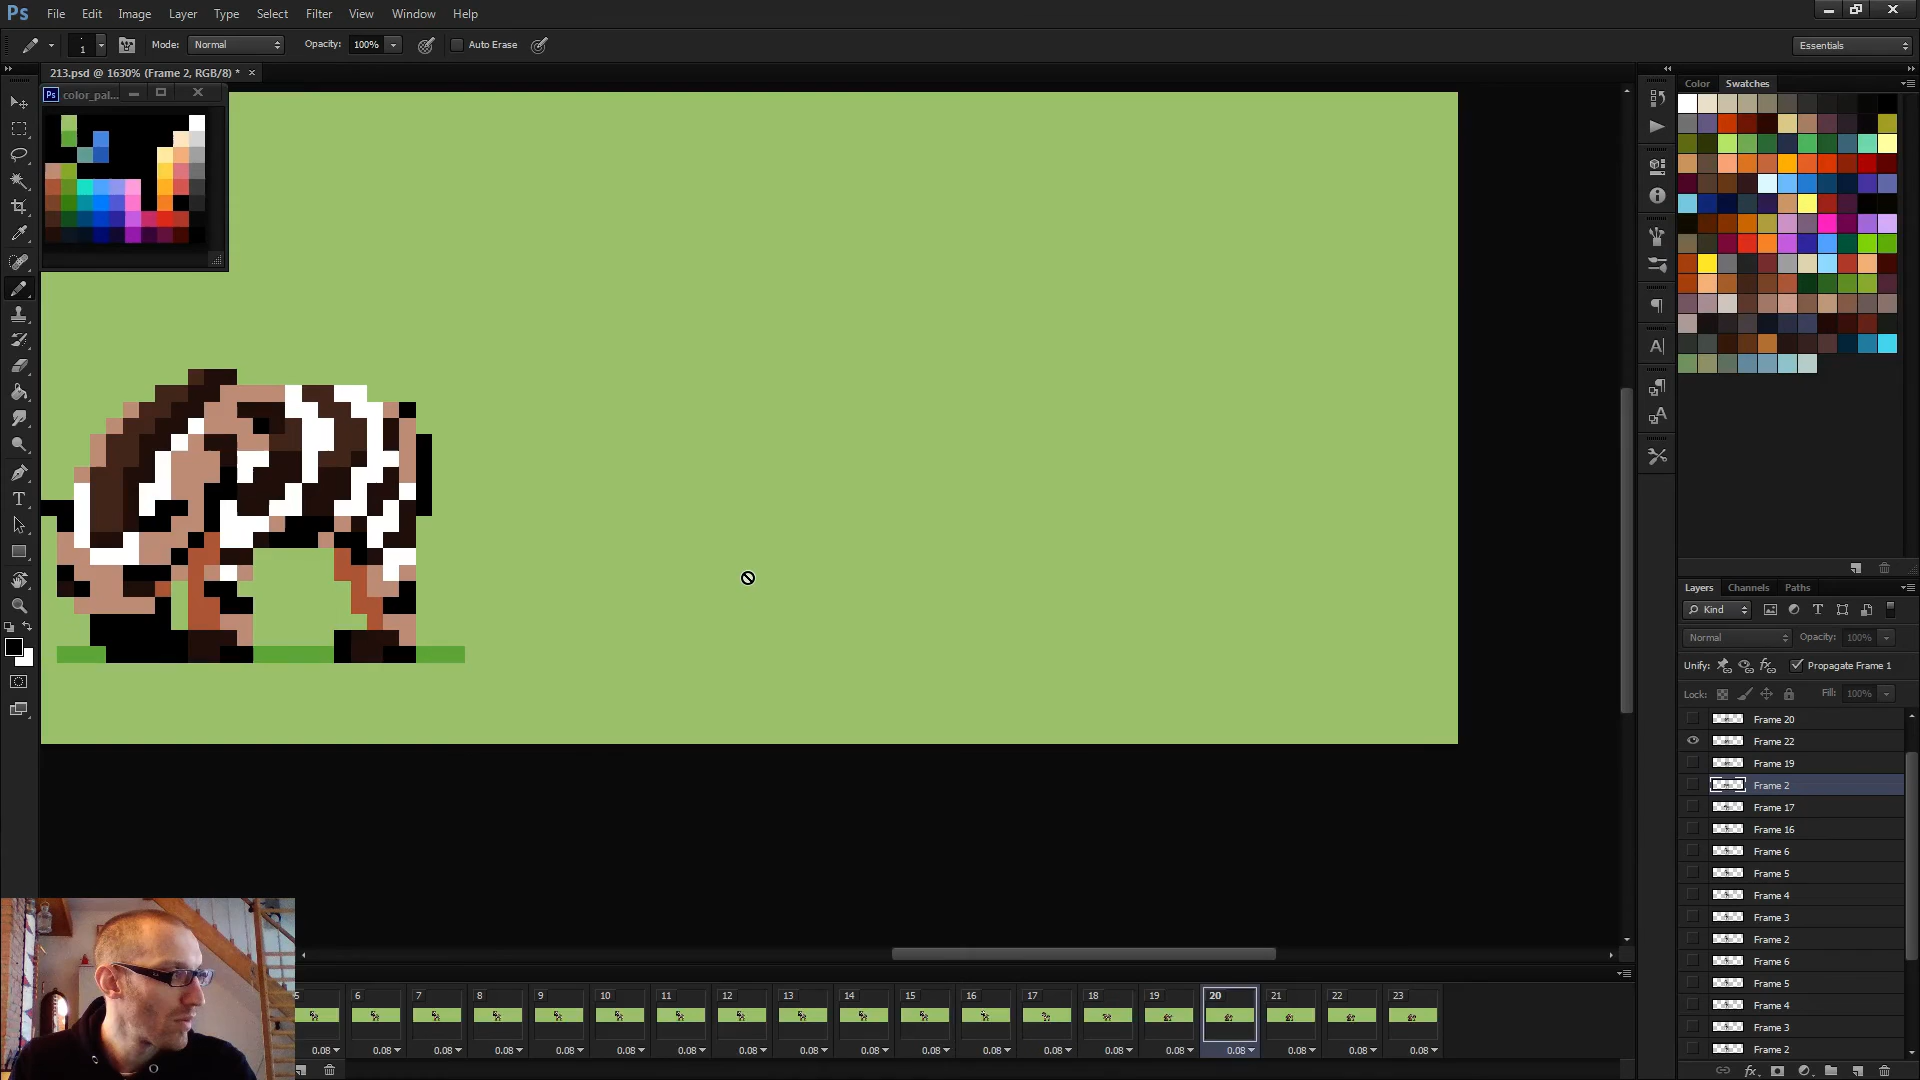 Ps File Edit Image Layer Type Select Filter View Window Help
1 Mode: Normal Opacity: 100% Auto Erase Essentials
213.psd @ 1630% (Frame 2, RGB/8) * ×
Ps color_pal...
Color Swatches
Layers Channels Paths
Kind
Normal Opacity: 100%
Unify: Propagate Frame 1
Lock: Fill: 100%
Frame 20
Frame 22
Frame 19
Frame 2
Frame 17
Frame 16
Frame 6
Frame 5
Frame 4
Frame 3
Frame 2
Frame 6
Frame 5
Frame 4
Frame 3
Frame 2
5 6 7 8 9 10 11 12 13 14 15 16 17 18 19 20 21 22 23
0.08 0.08 0.08 0.08 0.08 0.08 0.08 0.08 0.08 0.08 0.08 0.08 0.08 0.08 0.08 0.08 0.08 0.08 0.08